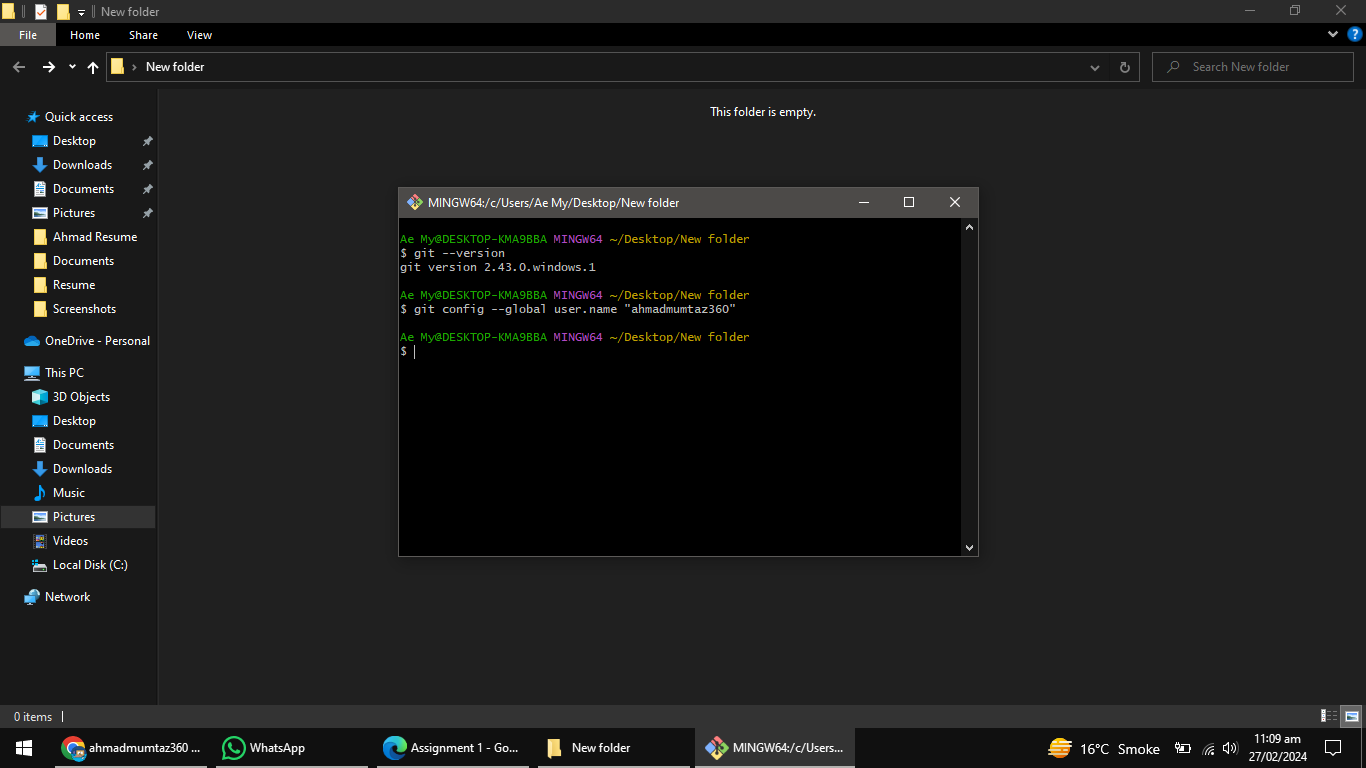 New folder
File Home Share View
New folder
Search New folder
This folder is empty.
Quick access
Desktop
Downloads
Documents
Pictures
Ahmad Resume
Documents
Resume
Screenshots
OneDrive - Personal
This PC
3D Objects
Desktop
Documents
Downloads
Music
Pictures
Videos
Local Disk (C:)
Network
MINGW64:/c/Users/Ae My/Desktop/New folder
Ae My@DESKTOP-KMA9BBA MINGW64 ~/Desktop/New folder
$ git --version
git version 2.43.0.windows.1
Ae My@DESKTOP-KMA9BBA MINGW64 ~/Desktop/New folder
$ git config --global user.name "ahmadmumtaz360"
Ae My@DESKTOP-KMA9BBA MINGW64 ~/Desktop/New folder
$
0 items
ahmadmumtaz360 ...
WhatsApp
Assignment 1 - Go...
New folder
MINGW64:/c/Users...
16°C Smoke
11:09 am
27/02/2024